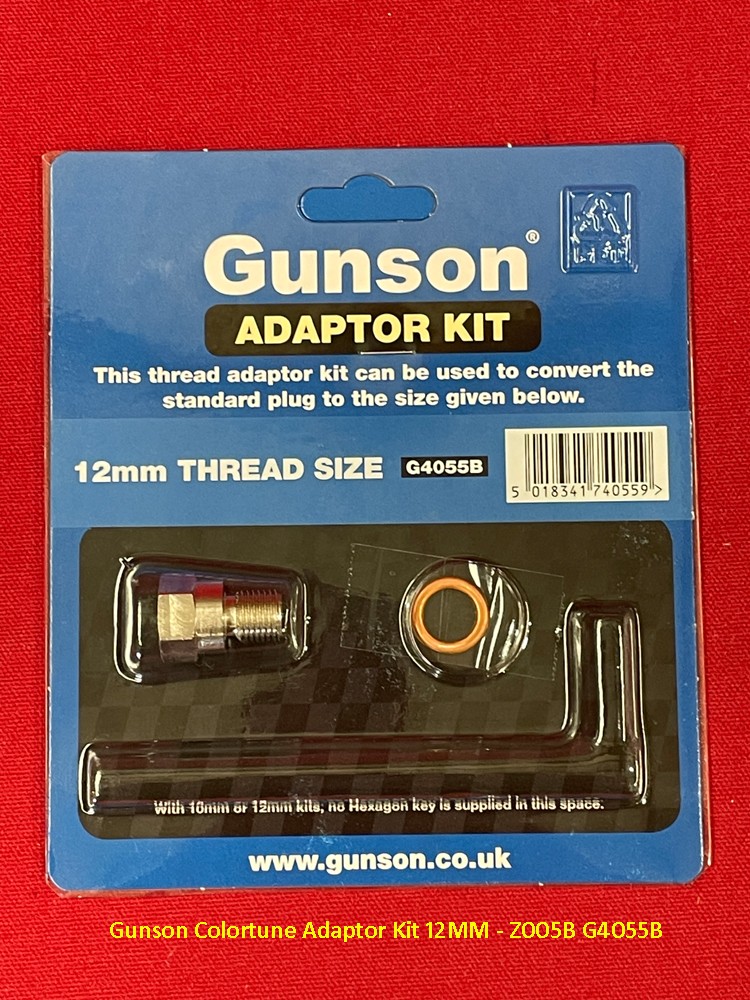 Gunson®
ADAPTOR KIT
This thread adaptor kit can be used to convert the
standard plug to the size given below.
12mm THREAD SIZE G4055B
5 018341 740559 >
With 10mm or 12mm kits, no Hexagon key is supplied in this space.
www.gunson.co.uk
Gunson Colortune Adaptor Kit 12MM - Z005B G4055B